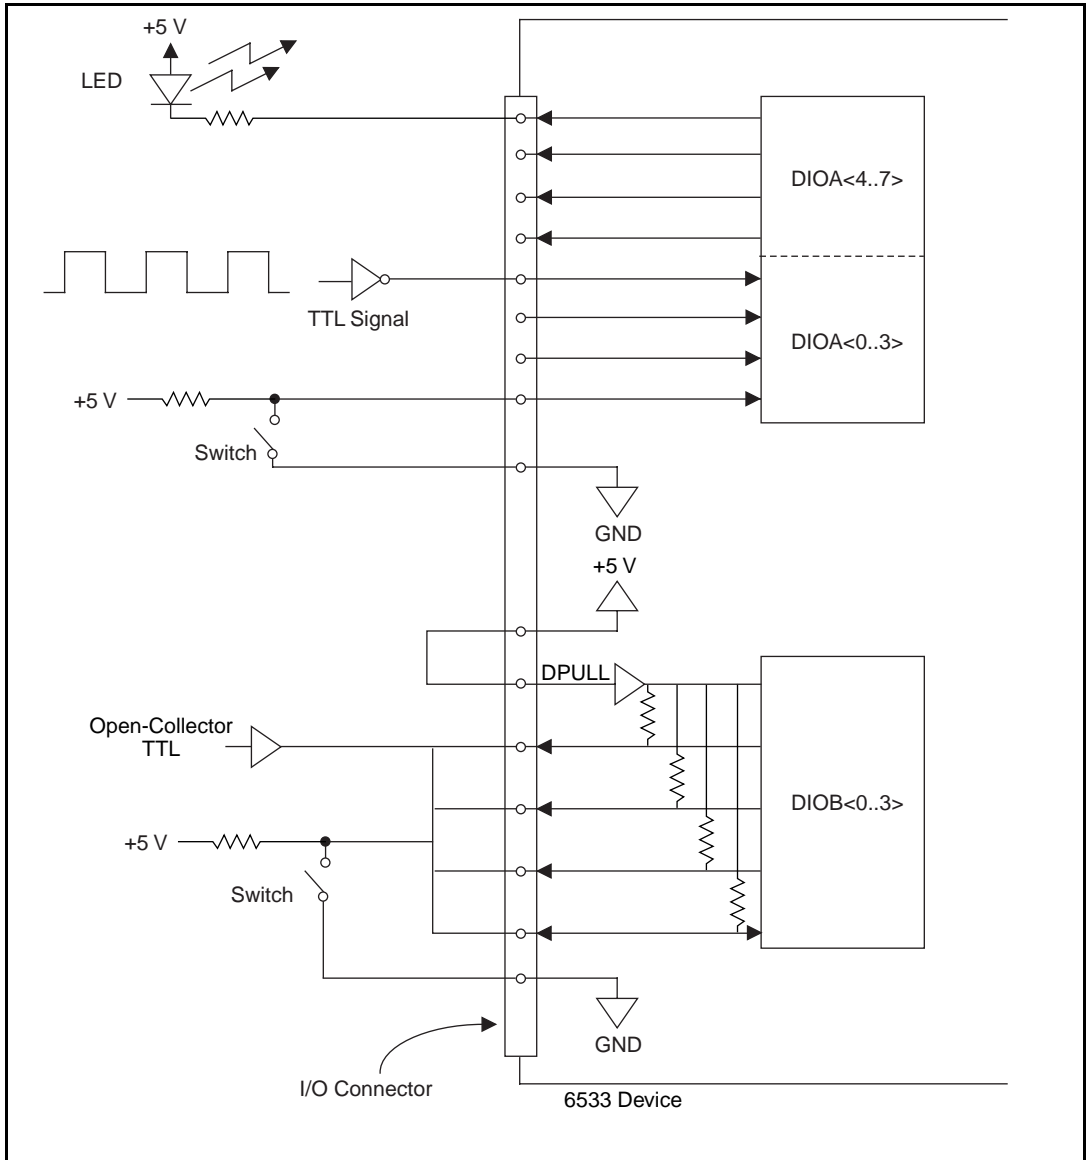 +5 V
LED
DIOA<4..7>
TTL Signal
DIOA<0..3>
+5 V
Switch
GND
+5 V
DPULL
Open-Collector
TTL
DIOB<0..3>
+5 V
Switch
GND
I/O Connector
6533 Device